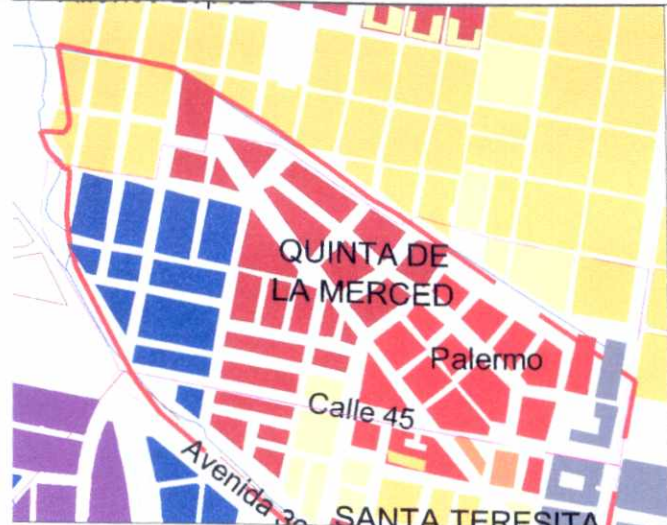 QUINTA DE
LA MERCED
Palermo
Calle 45
Avenida
SANTA TERESITA